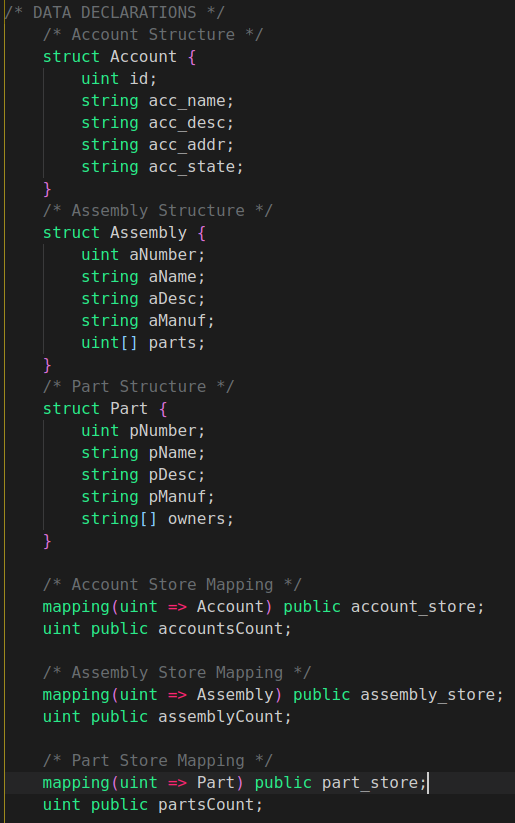 /* DATA DECLARATIONS */
/* Account Structure */
struct Account {
uint id;
string acc_name;
string acc_desc;
string acc_addr;
string acc_state;
}
/* Assembly Structure */
struct Assembly {
uint aNumber;
string aName;
string aDesc;
string aManuf;
uint[] parts;
}
/* Part Structure */
struct Part {
uint pNumber;
string pName;
string pDesc;
string pManuf;
string[] owners;
}
/* Account Store Mapping */
mapping(uint => Account) public account_store;
uint public accountsCount;
/* Assembly Store Mapping */
mapping(uint => Assembly) public assembly_store;
uint public assemblyCount;
/* Part Store Mapping */
mapping(uint => Part) public part_store;
uint public partsCount;